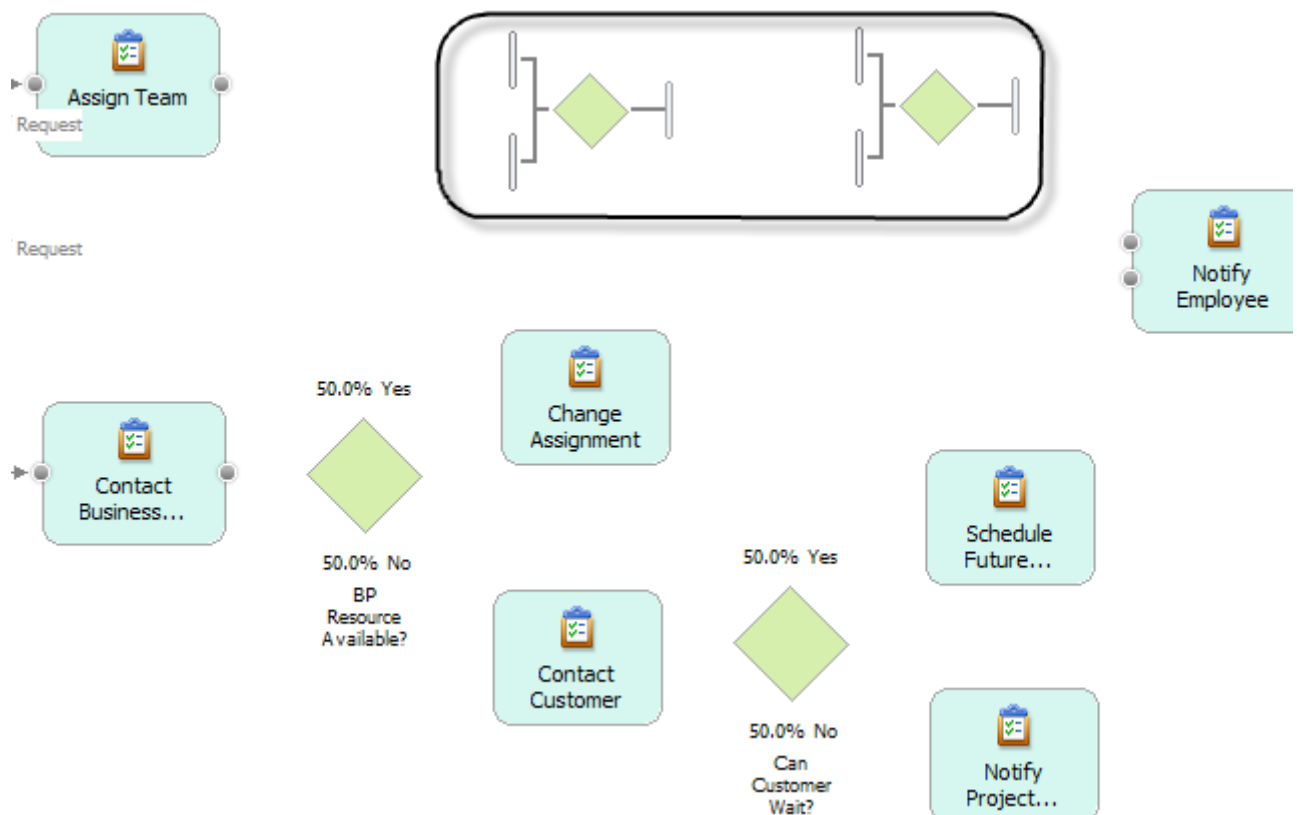 Assign Team
Request
Request
Notify
Employee
50.0% Yes
Change
Assignment
Contact
Business...
50.0% No
BP
Resource
Available?
Schedule
Future...
50.0% Yes
Contact
Customer
50.0% No
Can
Customer
Wait?
Notify
Project...